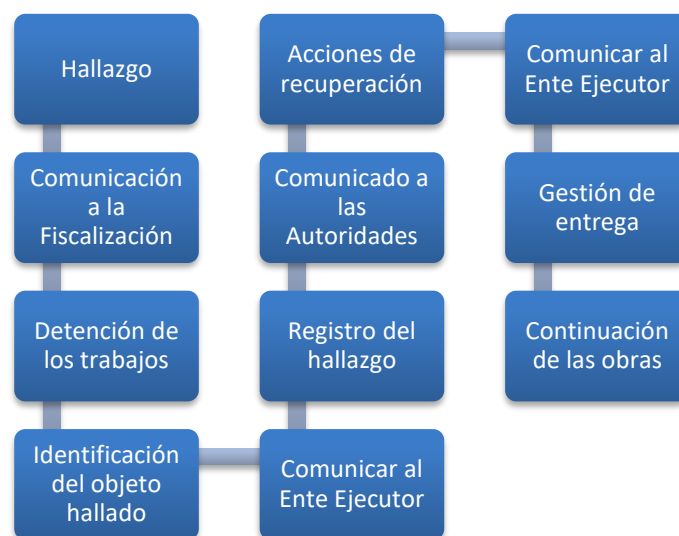 Hallazgo
Comunicación
a la
Fiscalización
Detención de
los trabajos
Identificación
del objeto
hallado
Comunicar al
Ente Ejecutor
Registro del
hallazgo
Comunicado a
las
Autoridades
Acciones de
recuperación
Comunicar al
Ente Ejecutor
Gestión de
entrega
Continuación
de las obras